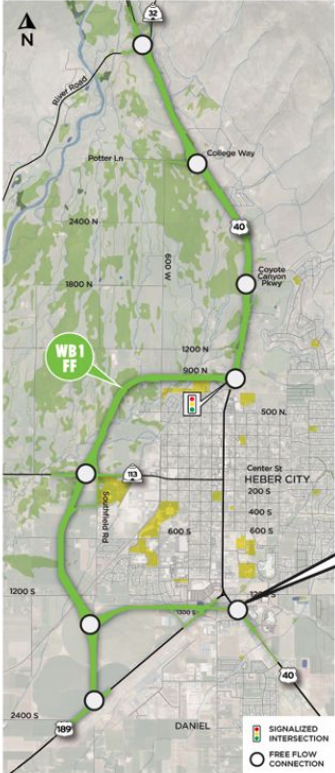 32
N
River Road
Potter Ln
College Way
2400 N
40
600 W
Coyote
Canyon
Pkwy
1800 N
1200 N
WB1
FF
900 N
500 N.
113
Center St
HEBER CITY
200 S
Southfield Rd
400 S
600 S
600 S
1200 S
1300 S
40
2400 S
189
DANIEL
SIGNALIZED
INTERSECTION
FREE FLOW
CONNECTION